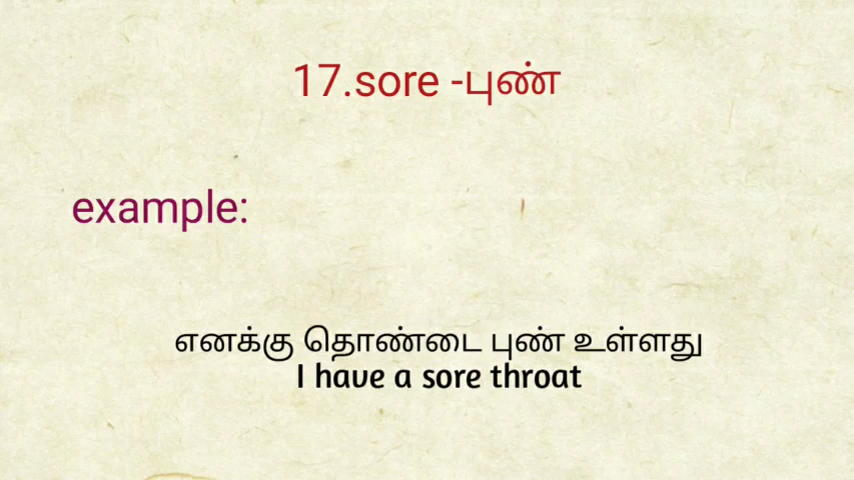 17.sore -புண்
example:
எனக்கு தொண்டை புண் உள்ளது
I have a sore throat